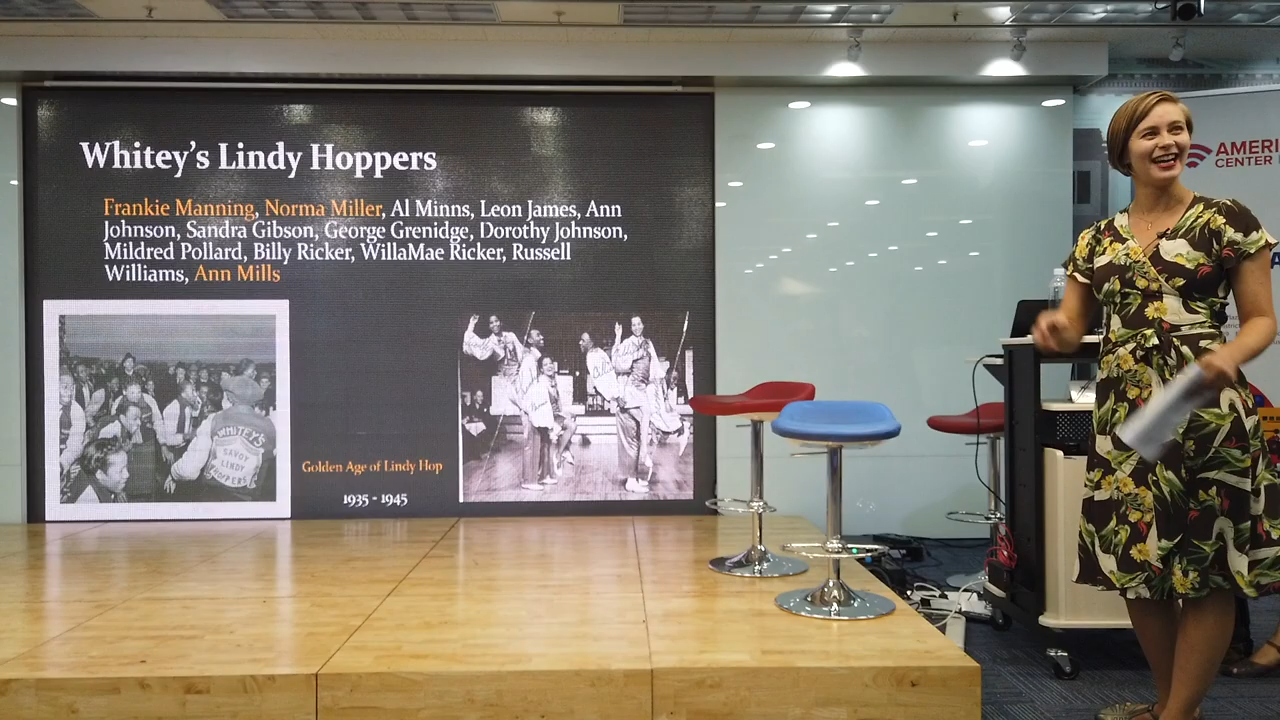 Whitey's Lindy Hoppers
Frankie Manning, Norma Miller, Al Minns, Leon James, Ann
Johnson, Sandra Gibson, George Grenidge, Dorothy Johnson,
Mildred Pollard, Billy Ricker, WillaMae Ricker, Russell
Williams, Ann Mills
WHITEY'S
SAVOY
LINDY
HOPPERS
Golden Age of Lindy Hop
1935 - 1945
AMERI
CENTER